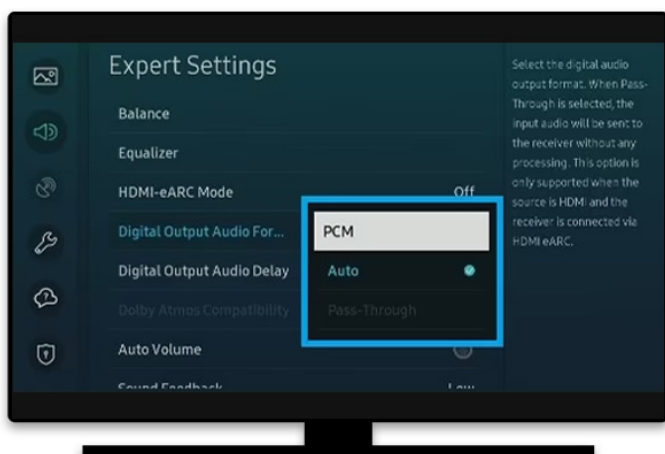 Expert Settings
Balance
Equalizer
HDMI-eARC Mode Off
Digital Output Audio For...
Digital Output Audio Delay
Dolby Atmos Compatibility
Auto Volume
Sound Feedback Low
PCM
Auto
Pass-Through
Select the digital audio
output format. When Pass-
Through is selected, the
input audio will be sent to
the receiver without any
processing. This option is
only supported when the
source is HDMI and the
receiver is connected via
HDMI eARC.